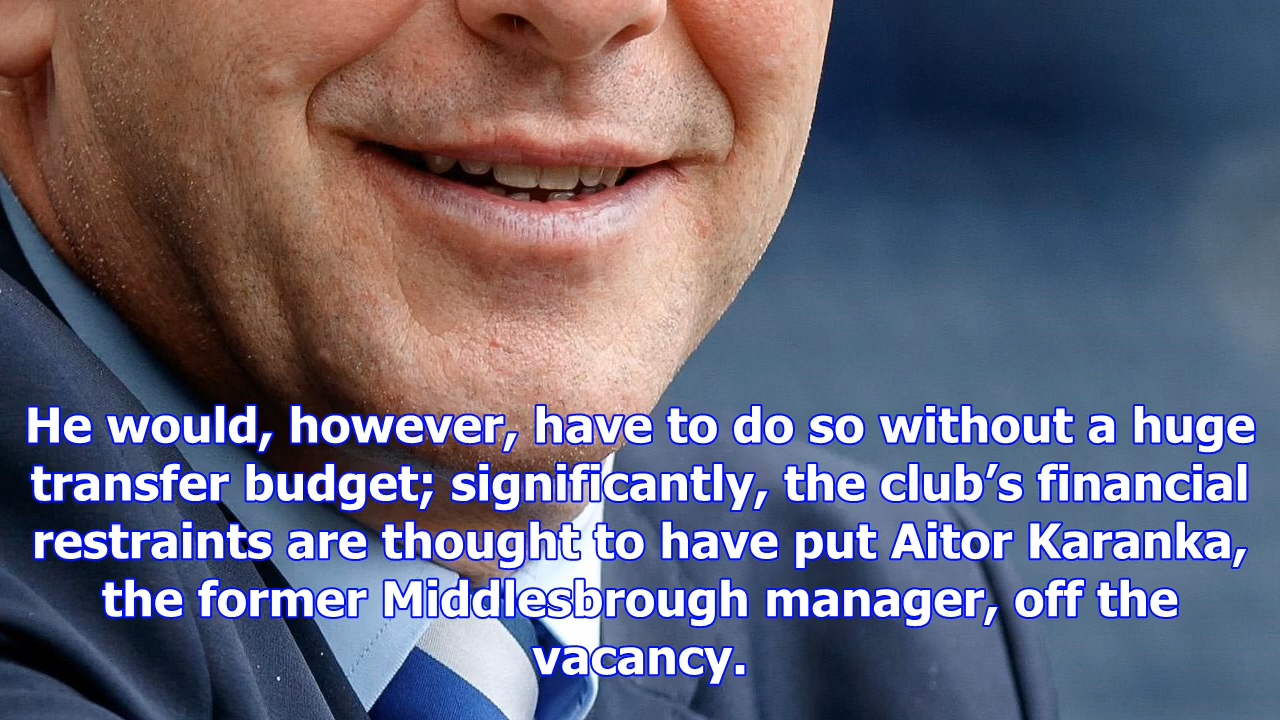 He would, however, have to do so without a huge
transfer budget; significantly, the club’s financial
restraints are thought to have put Aitor Karanka,
the former Middlesbrough manager, off the
vacancy.